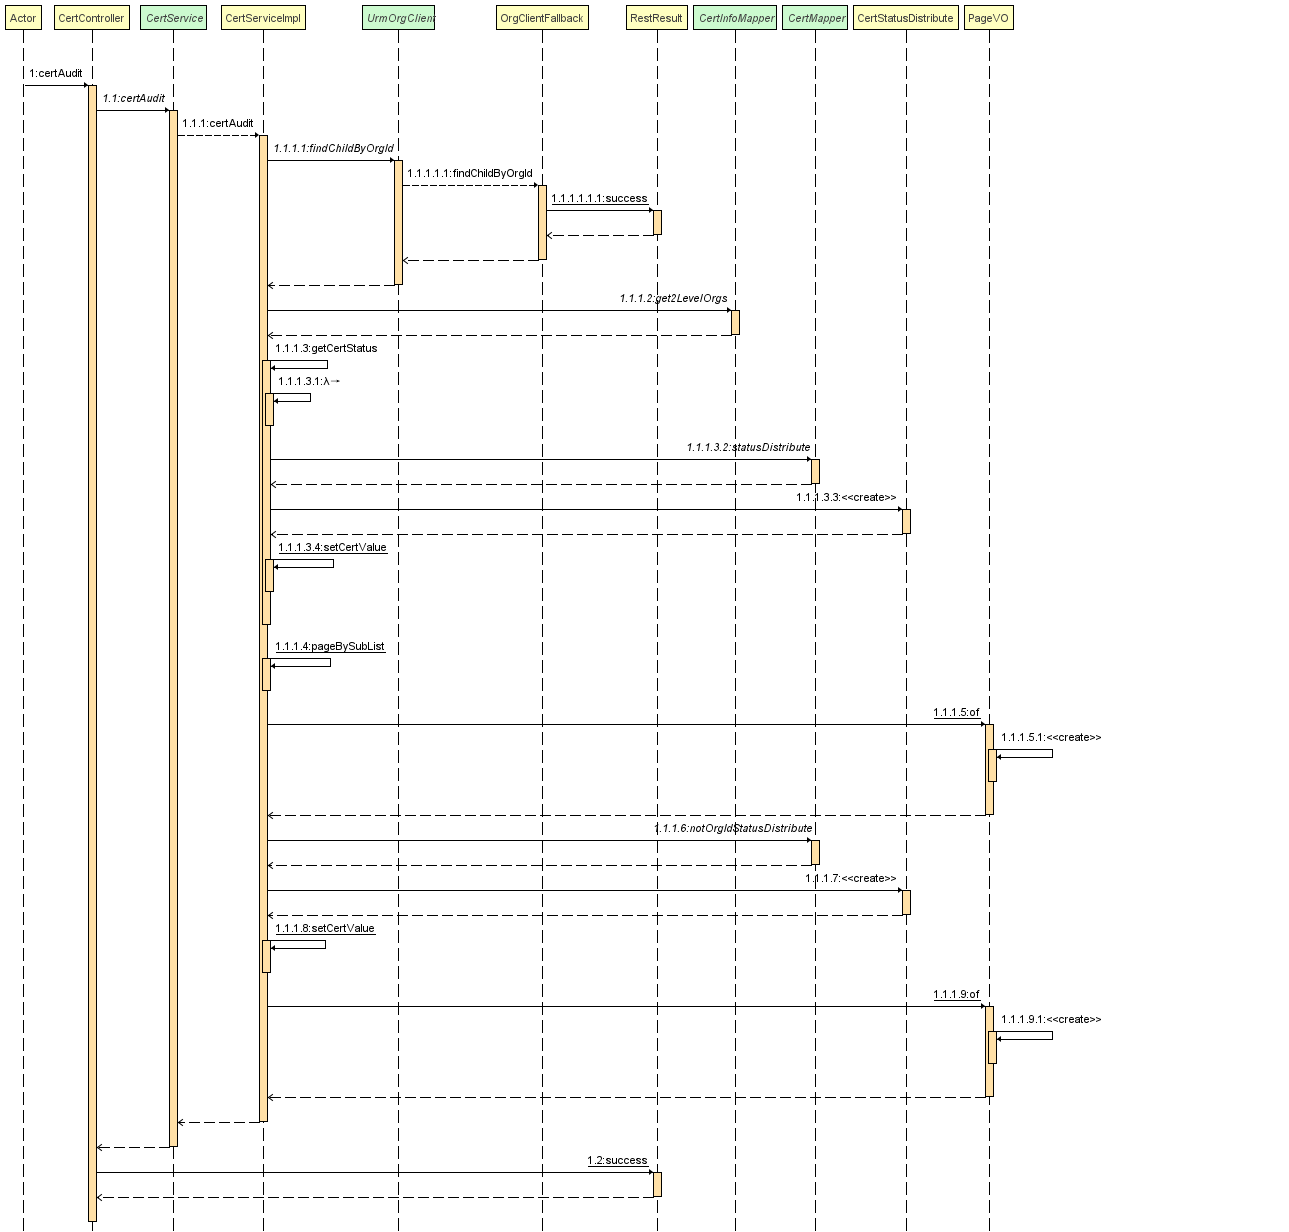 Actor
CertController
CertService
CertServiceImpl
UrmOrgClient
OrgClientFallback
RestResult
CertInfoMapper
CertMapper
CertStatusDistribute
PageVO
1:certAudit
1.1:certAudit
1.1.1:certAudit
1.1.1.1:findChildByOrgId
1.1.1.1.1:findChildByOrgId
1.1.1.1.1.1:success
1.1.1.2:get2LevelOrgs
1.1.1.3:getCertStatus
1.1.1.3.1:λ→
1.1.1.3.2:statusDistribute
1.1.1.3.3:<<create>>
1.1.1.3.4:setCertValue
1.1.1.4:pageBySubList
1.1.1.5:of
1.1.1.5.1:<<create>>
1.1.1.6:notOrgIdStatusDistribute
1.1.1.7:<<create>>
1.1.1.8:setCertValue
1.1.1.9:of
1.1.1.9.1:<<create>>
1.2:success